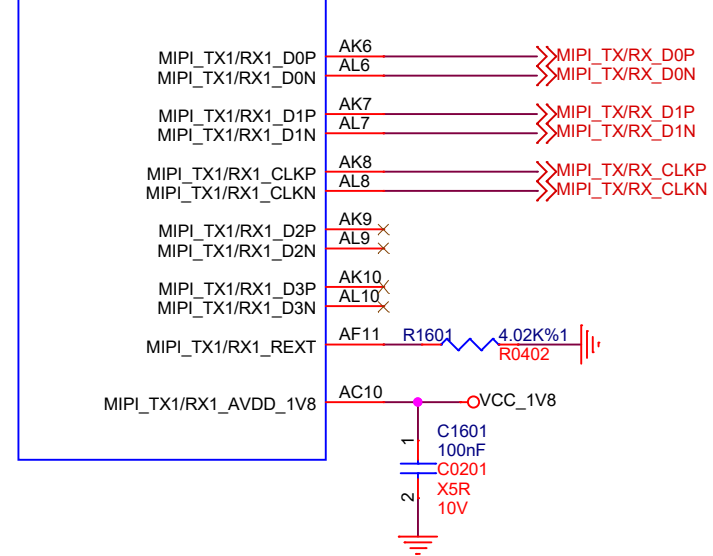 MIPI_TX1/RX1_D0P AK6 MIPI_TX/RX_D0P
MIPI_TX1/RX1_D0N AL6 MIPI_TX/RX_D0N
MIPI_TX1/RX1_D1P AK7 MIPI_TX/RX_D1P
MIPI_TX1/RX1_D1N AL7 MIPI_TX/RX_D1N
MIPI_TX1/RX1_CLKP AK8 MIPI_TX/RX_CLKP
MIPI_TX1/RX1_CLKN AL8 MIPI_TX/RX_CLKN
MIPI_TX1/RX1_D2P AK9
MIPI_TX1/RX1_D2N AL9
MIPI_TX1/RX1_D3P AK10
MIPI_TX1/RX1_D3N AL10
MIPI_TX1/RX1_REXT AF11 R1601 4.02K%1
R0402
MIPI_TX1/RX1_AVDD_1V8 AC10 VCC_1V8
1 C1601
100nF
C0201
2 X5R
10V